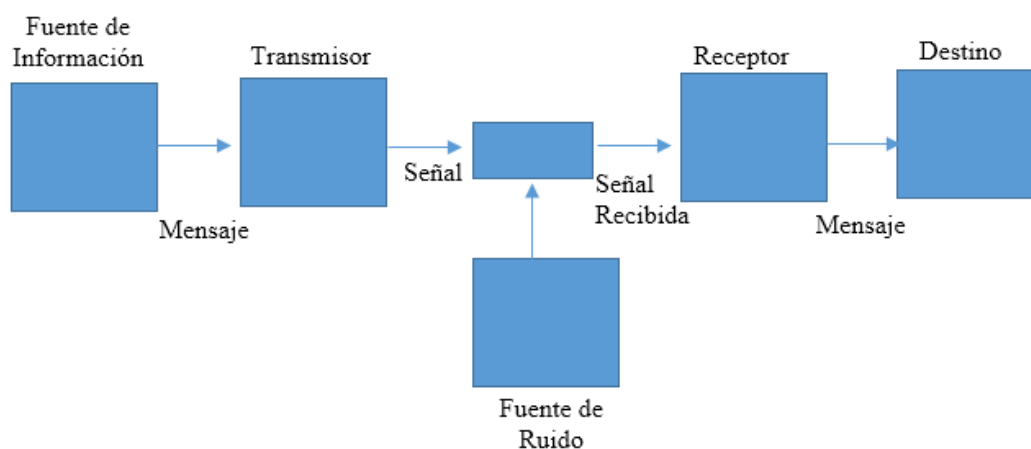 Fuente de
Información
Transmisor
Receptor
Destino
Señal
Señal
Recibida
Mensaje
Mensaje
Fuente de
Ruido